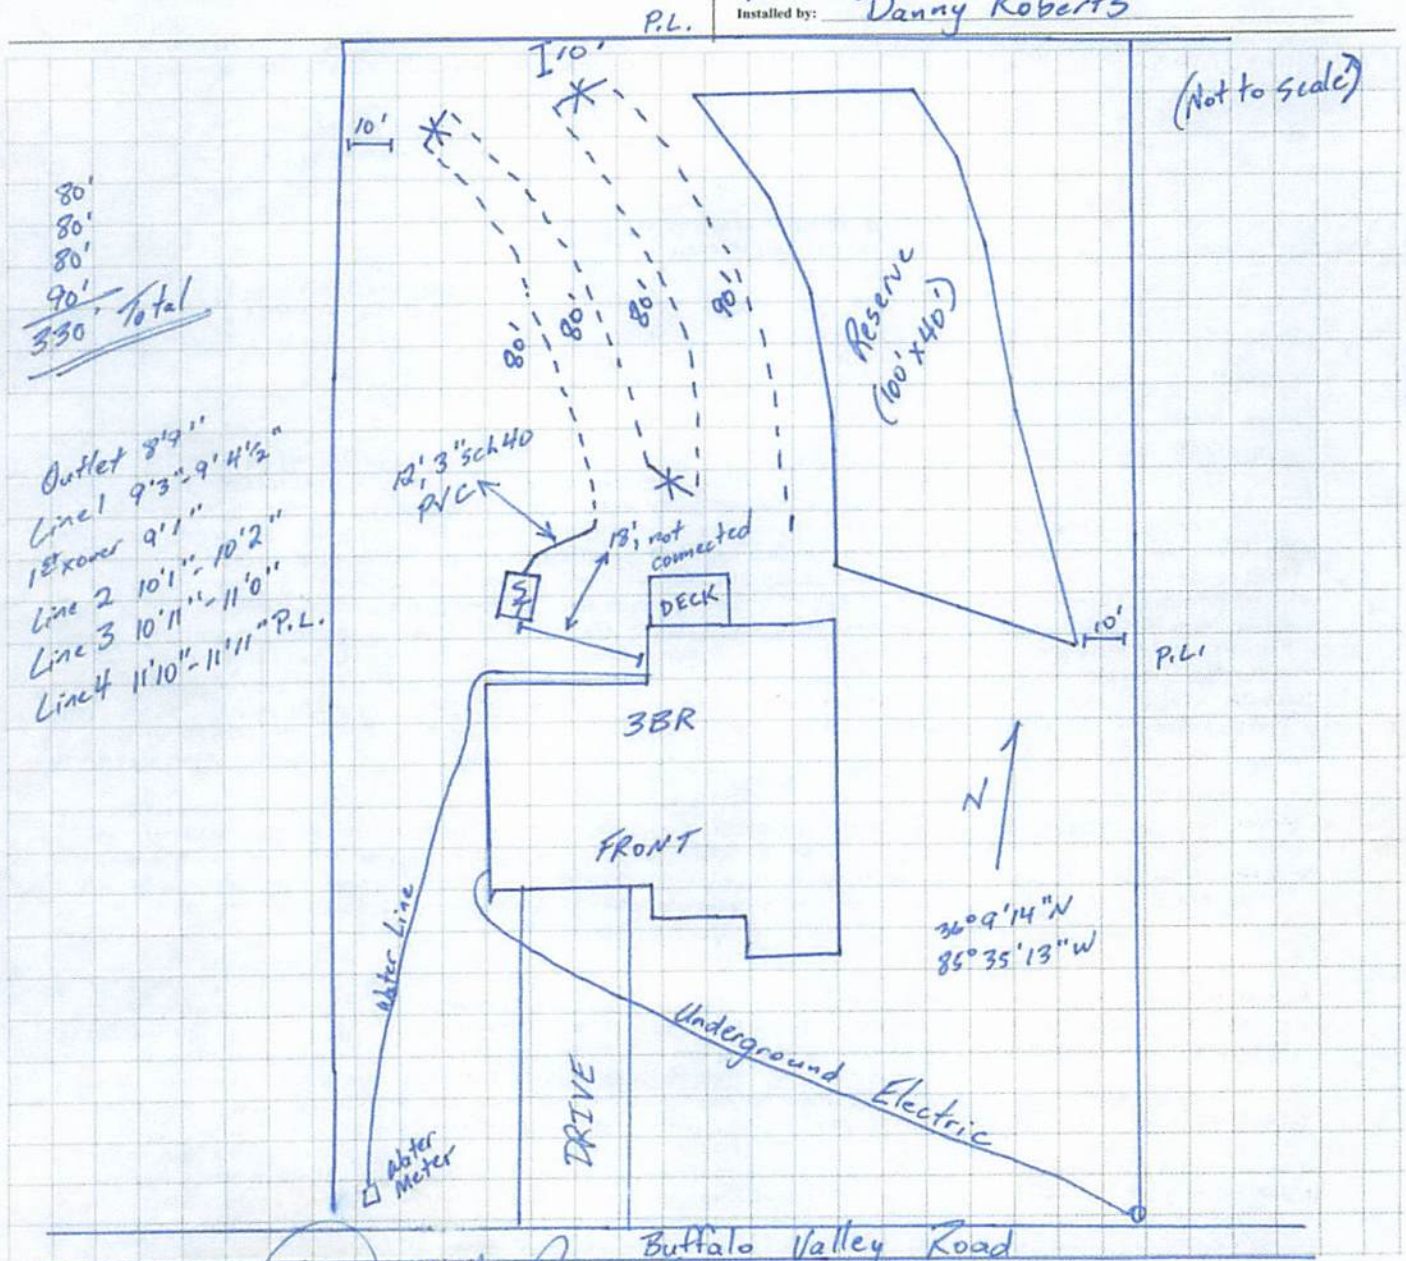 P.L.
Installed by: Danny Roberts
10'
(Not to scale)
10'
80'
80'
80'
90'
330' Total
80'
80'
80'
90'
Reserve
(100' x 40')
Outlet 8'9"
Line 1 9'3"-9'4½"
1st xover 9'1"
Line 2 10'1"-10'2"
Line 3 10'11"-11'0"
Line 4 11'10"-11'11" P.L.
12', 3" sch 40
PVC
18', not
connected
ST
DECK
10'
P.L.
3BR
N
FRONT
36° 9' 14" N
85° 35' 13" W
Water Line
Underground Electric
DRIVE
Water
Meter
Buffalo Valley Road